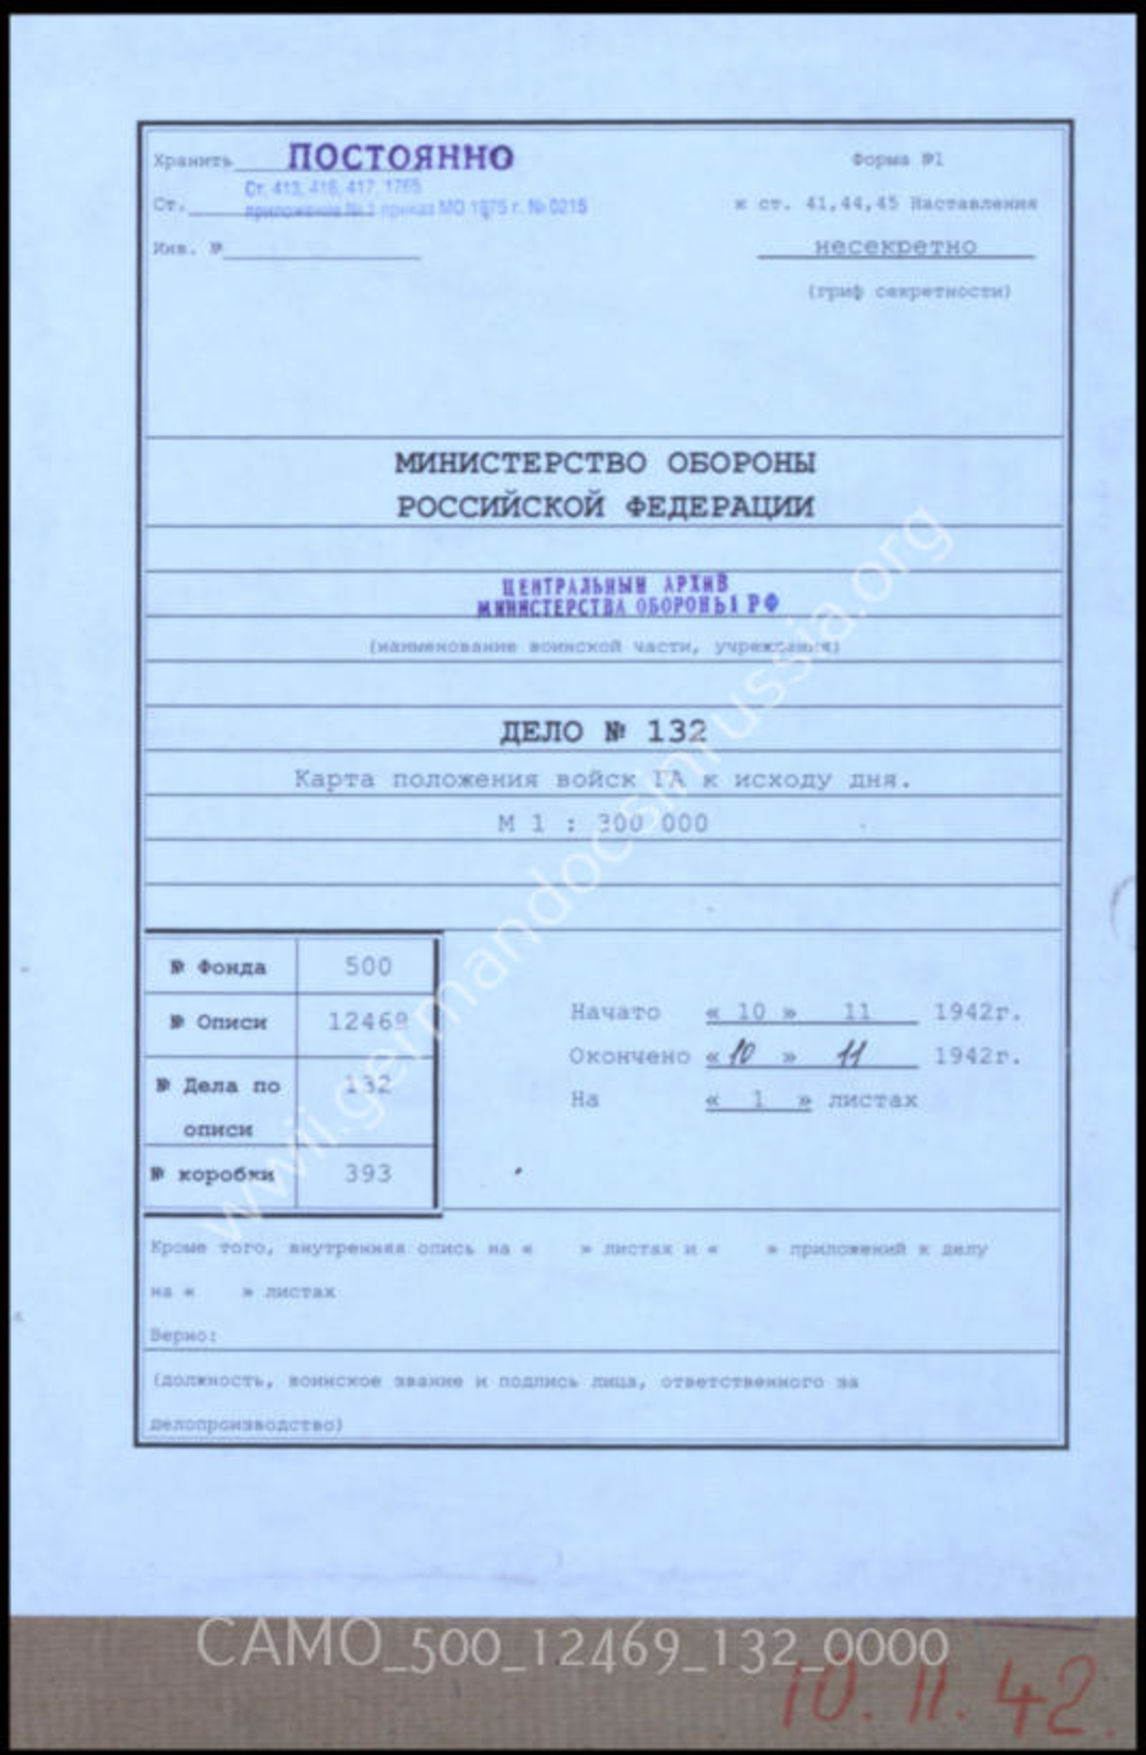 Хранить ПОСТОЯННО
Форма №1
Ст. 413, 416, 417, 1765
Ст. приложения № 2 приказ МО 1975 г. № 0215
к ст. 41,44,45 Наставления
Инв. №
несекретно
(гриф секретности)
МИНИСТЕРСТВО ОБОРОНЫ
РОССИЙСКОЙ ФЕДЕРАЦИИ
ЦЕНТРАЛЬНЫЙ АРХИВ
МИНИСТЕРСТВА ОБОРОНЫ РФ
(наименование воинской части, учреждения)
ДЕЛО № 132
Карта положения войск ГА к исходу дня.
М 1 : 300 000
№ Фонда 500
№ Описи 12469
№ Дела по 132
описи
№ коробки 393
Начато « 10 » 11 1942г.
Окончено « 10 » 11 1942г.
На « 1 » листах
Кроме того, внутренняя опись на « » листах и « » приложений к делу
на « » листах
Верно:
(должность, воинское звание и подпись лица, ответственного за
делопроизводство)
www.germandocsinrussia.org
CAMO_500_12469_132_0000
10. 11. 42.